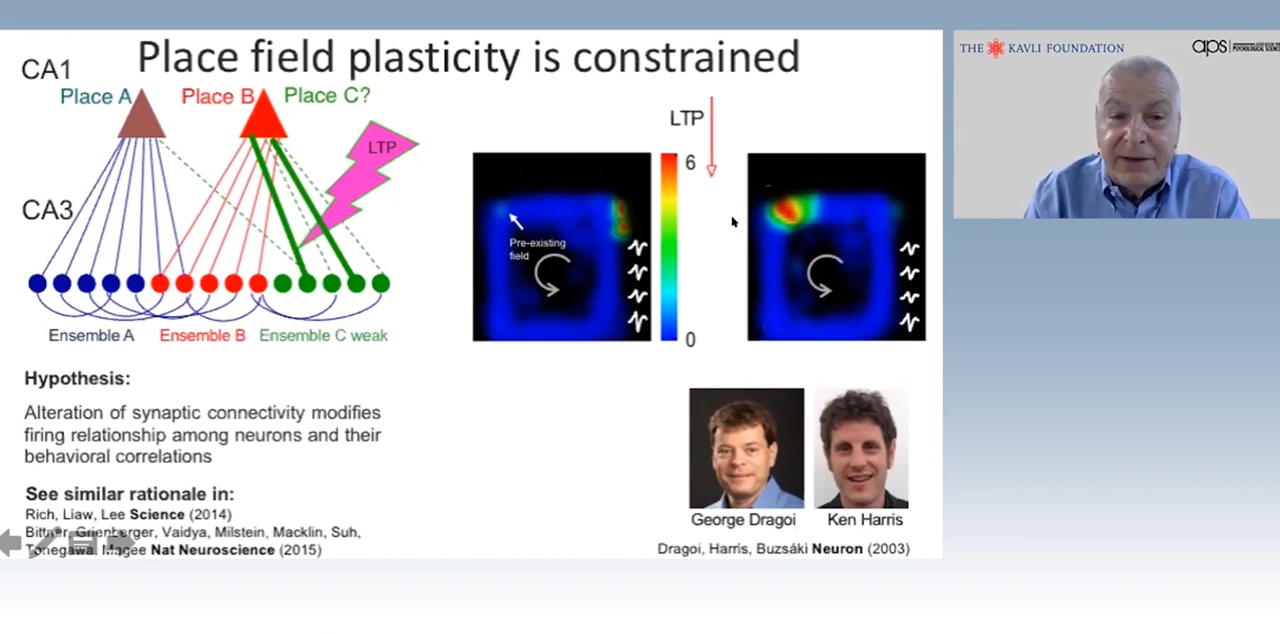 Place field plasticity is constrained
CA1
Place A
Place B
Place C?
LTP
CA3
Ensemble A
Ensemble B
Ensemble C weak
LTP
6
0
Pre-existing
field
Hypothesis:
Alteration of synaptic connectivity modifies
firing relationship among neurons and their
behavioral correlations
See similar rationale in:
Rich, Liaw, Lee Science (2014)
Bittner, Grienberger, Vaidya, Milstein, Macklin, Suh,
Tonegawa, Magee Nat Neuroscience (2015)
George Dragoi
Ken Harris
Dragoi, Harris, Buzsáki Neuron (2003)
THE KAVLI FOUNDATION
aps
PSYCHOLOGICAL